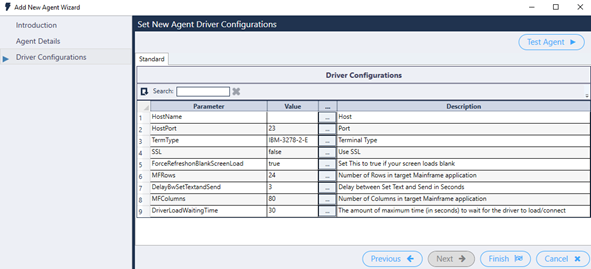 Add New Agent Wizard
Introduction
Agent Details
Driver Configurations
Set New Agent Driver Configurations
Test Agent
Standard
Driver Configurations
Search:
Parameter Value ... Description
1 HostName ... Host
2 HostPort 23 ... Port
3 TermType IBM-3278-2-E ... Terminal Type
4 SSL false ... Use SSL
5 ForceRefreshonBlankScreenLoad true ... Set This to true if your screen loads blank
6 MFRows 24 ... Number of Rows in target Mainframe application
7 DelayBwSetTextandSend 3 ... Delay between Set Text and Send in Seconds
8 MFColumns 80 ... Number of Columns in target Mainframe application
9 DriverLoadWaitingTime 30 ... The amount of maximum time (in seconds) to wait for the driver to load/connect
Previous Next Finish Cancel